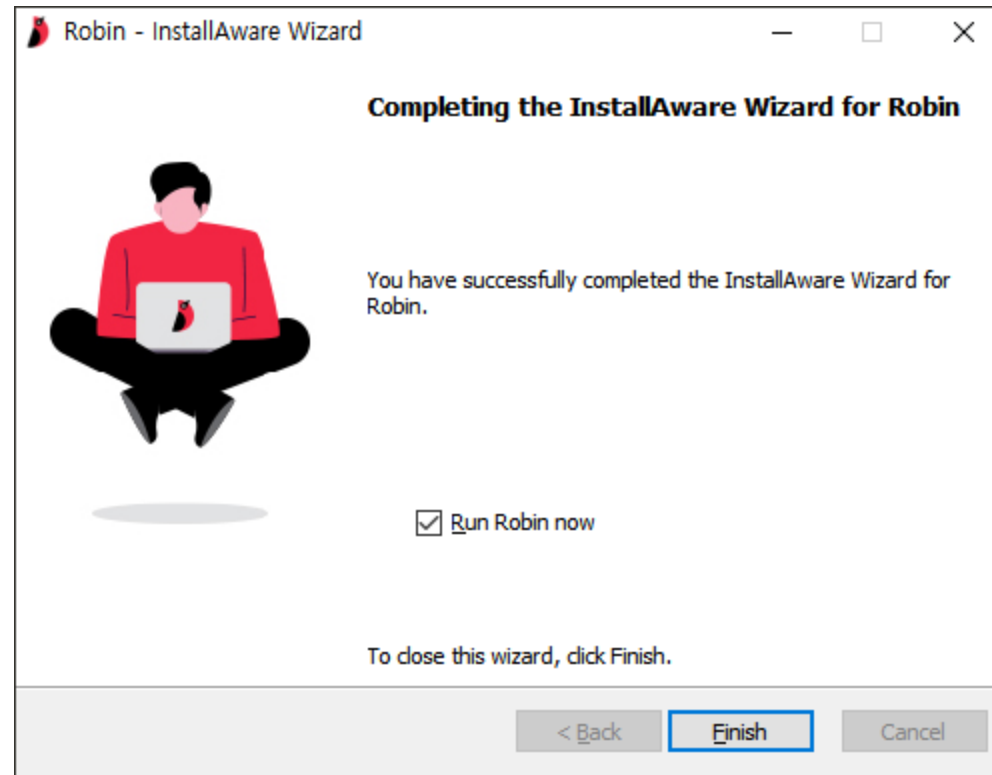 Robin - InstallAware Wizard
Completing the InstallAware Wizard for Robin
You have successfully completed the InstallAware Wizard for
Robin.
Run Robin now
To close this wizard, click Finish.
< Back
Finish
Cancel